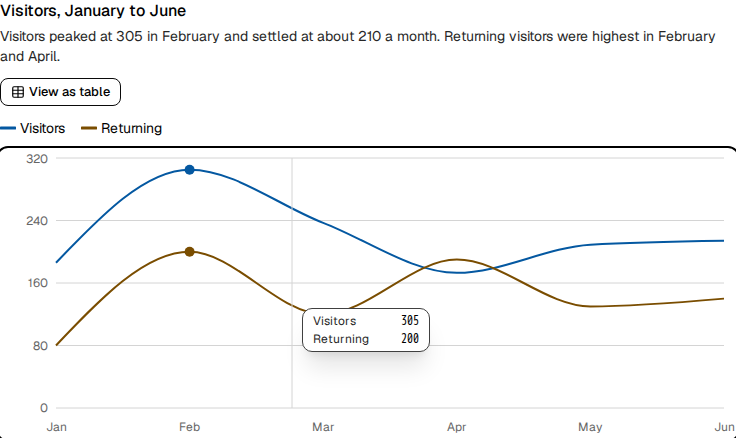 Visitors, January to June
Visitors peaked at 305 in February and settled at about 210 a month. Returning visitors were highest in February
and April.
View as table
Visitors Returning
320
240
160
Visitors 305
Returning 200
80
0
Jan Feb Mar Apr May Jun